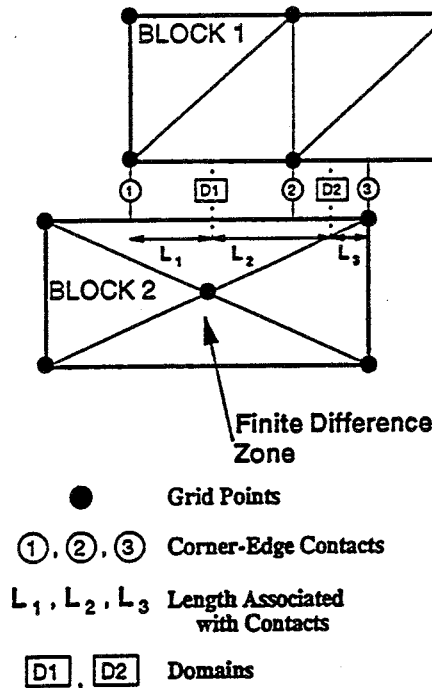 BLOCK 1
1 D1 2 D2 3
L1 L2 L3
BLOCK 2
Finite Difference
Zone
Grid Points
1, 2, 3 Corner-Edge Contacts
L1, L2, L3 Length Associated
with Contacts
D1, D2 Domains